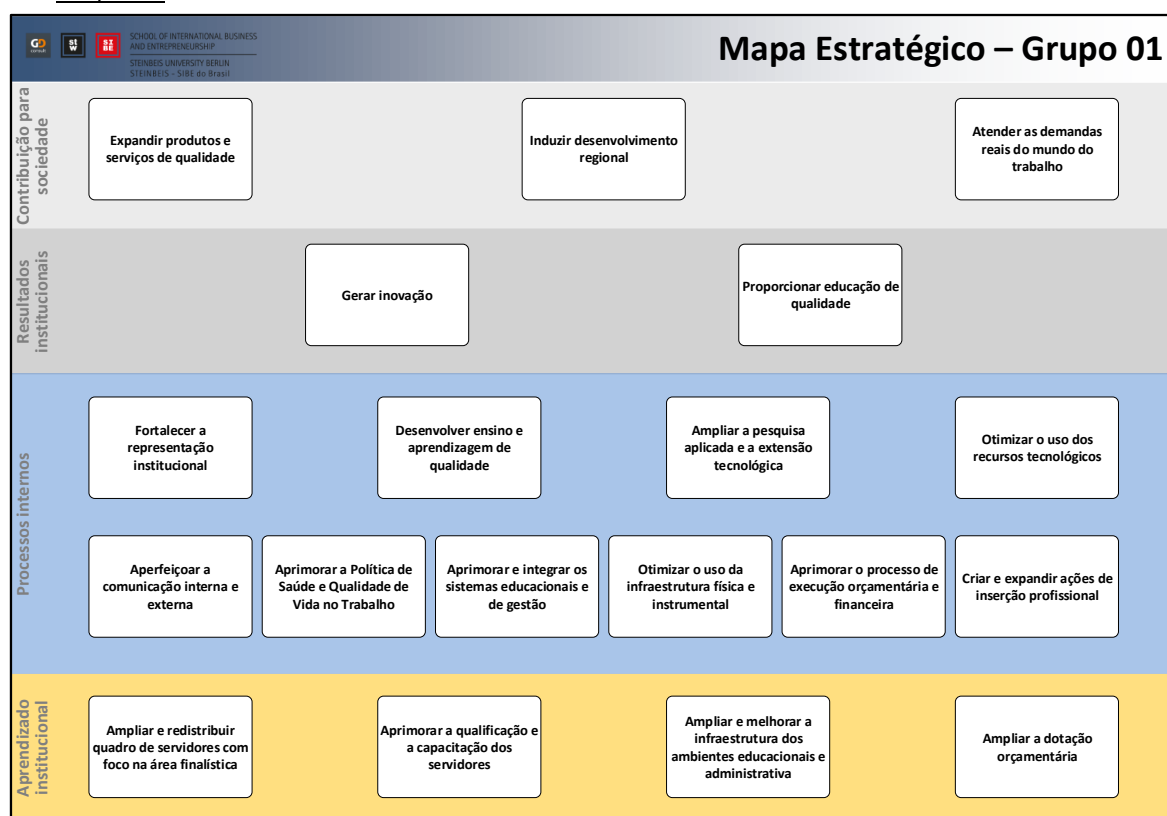 GD
consult
st
w
SI
BE
SCHOOL OF INTERNATIONAL BUSINESS
AND ENTREPRENEURSHIP
STEINBEIS UNIVERSITY BERLIN
STEINBEIS - SIBE do Brasil
Mapa Estratégico – Grupo 01
Contribuição para
sociedade
Expandir produtos e
serviços de qualidade
Induzir desenvolvimento
regional
Atender as demandas
reais do mundo do
trabalho
Resultados
institucionais
Gerar inovação
Proporcionar educação de
qualidade
Processos internos
Fortalecer a
representação
institucional
Desenvolver ensino e
aprendizagem de
qualidade
Ampliar a pesquisa
aplicada e a extensão
tecnológica
Otimizar o uso dos
recursos tecnológicos
Aperfeiçoar a
comunicação interna e
externa
Aprimorar a Política de
Saúde e Qualidade de
Vida no Trabalho
Aprimorar e integrar os
sistemas educacionais e
de gestão
Otimizar o uso da
infraestrutura física e
instrumental
Aprimorar o processo de
execução orçamentária e
financeira
Criar e expandir ações de
inserção profissional
Aprendizado
institucional
Ampliar e redistribuir
quadro de servidores com
foco na área finalística
Aprimorar a qualificação e
a capacitação dos
servidores
Ampliar e melhorar a
infraestrutura dos
ambientes educacionais e
administrativa
Ampliar a dotação
orçamentária